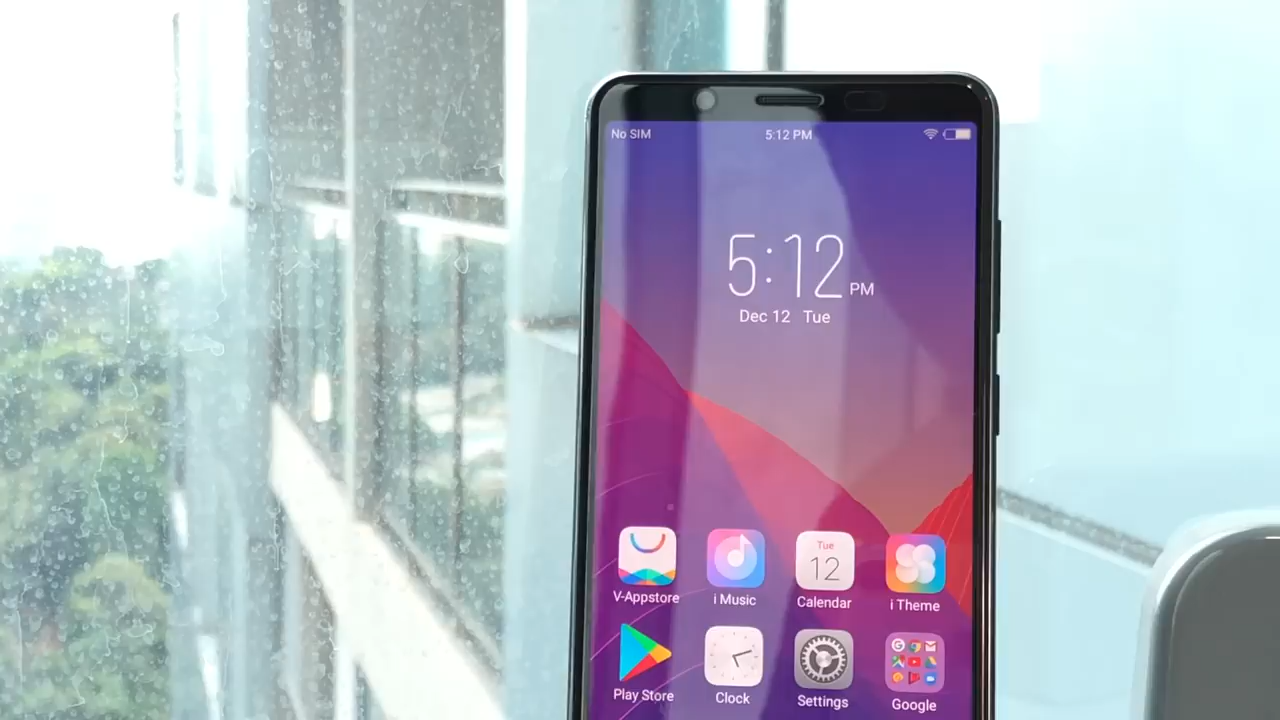 No SIM 5:12 PM
5:12 PM
Dec 12 Tue
Tue
12
V-Appstore i Music Calendar i Theme
Play Store Clock Settings Google